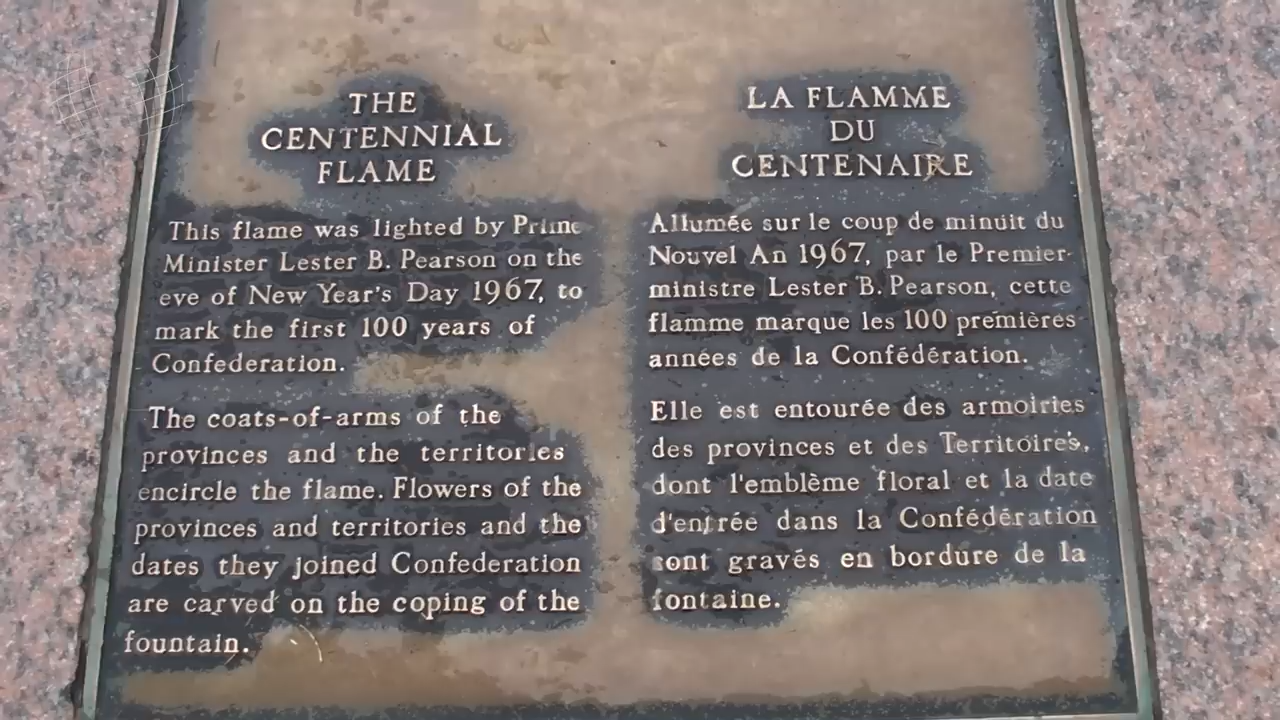 THE
CENTENNIAL
FLAME
This flame was lighted by Prime
Minister Lester B. Pearson on the
eve of New Year's Day 1967, to
mark the first 100 years of
Confederation.
The coats-of-arms of the
provinces and the territories
encircle the flame. Flowers of the
provinces and territories and the
dates they joined Confederation
are carved on the coping of the
fountain.
LA FLAMME
DU
CENTENAIRE
Allumée sur le coup de minuit du
Nouvel An 1967, par le Premier-
ministre Lester B. Pearson, cette
flamme marque les 100 premières
années de la Confédération.
Elle est entourée des armoiries
des provinces et des Territoires,
dont l'emblème floral et la date
d'entrée dans la Confédération
sont gravés en bordure de la
fontaine.